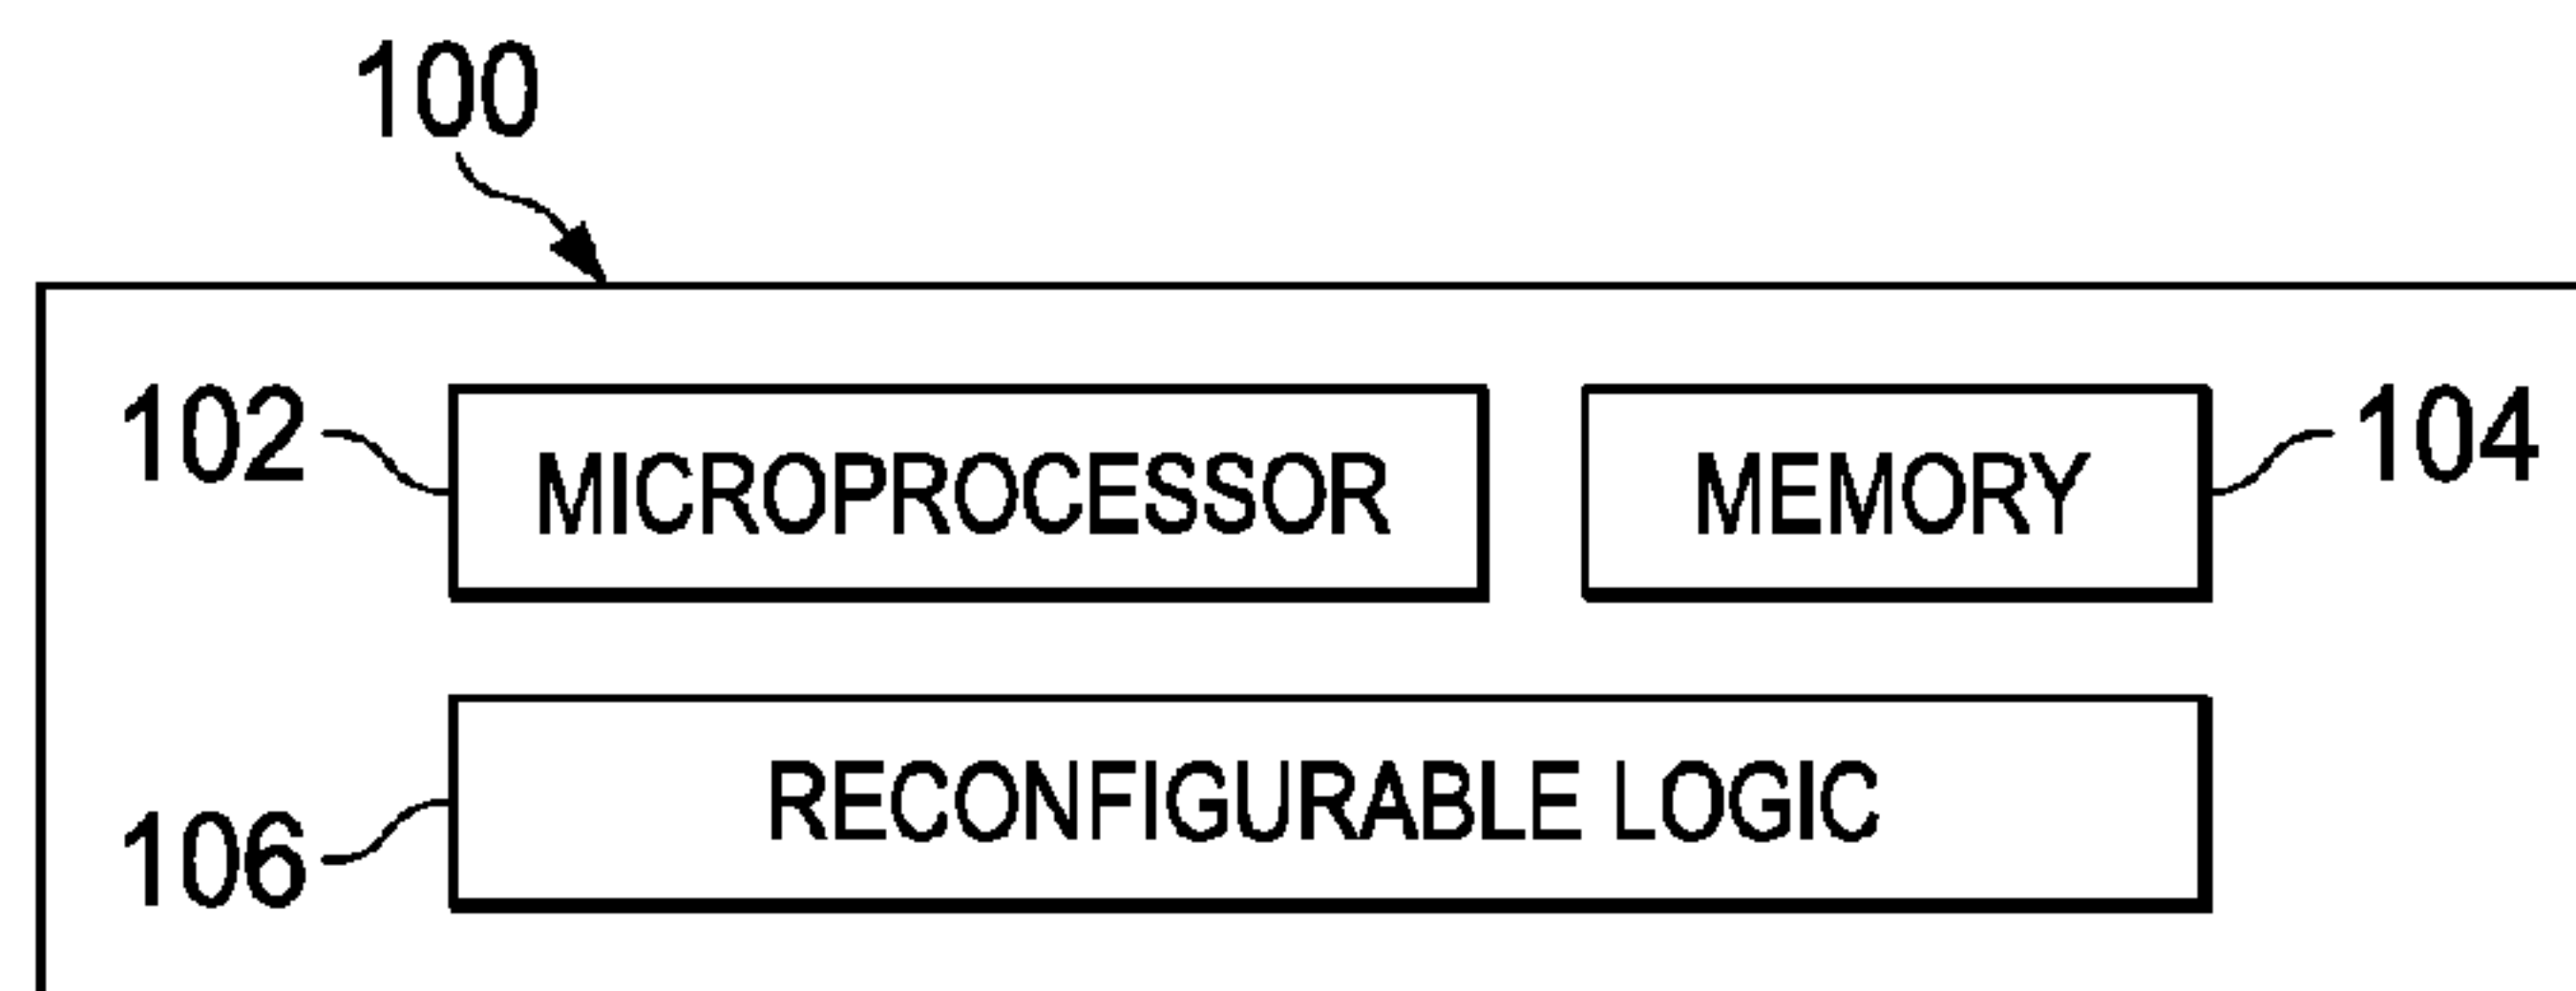 100
102 MICROPROCESSOR MEMORY 104
RECONFIGURABLE LOGIC
106